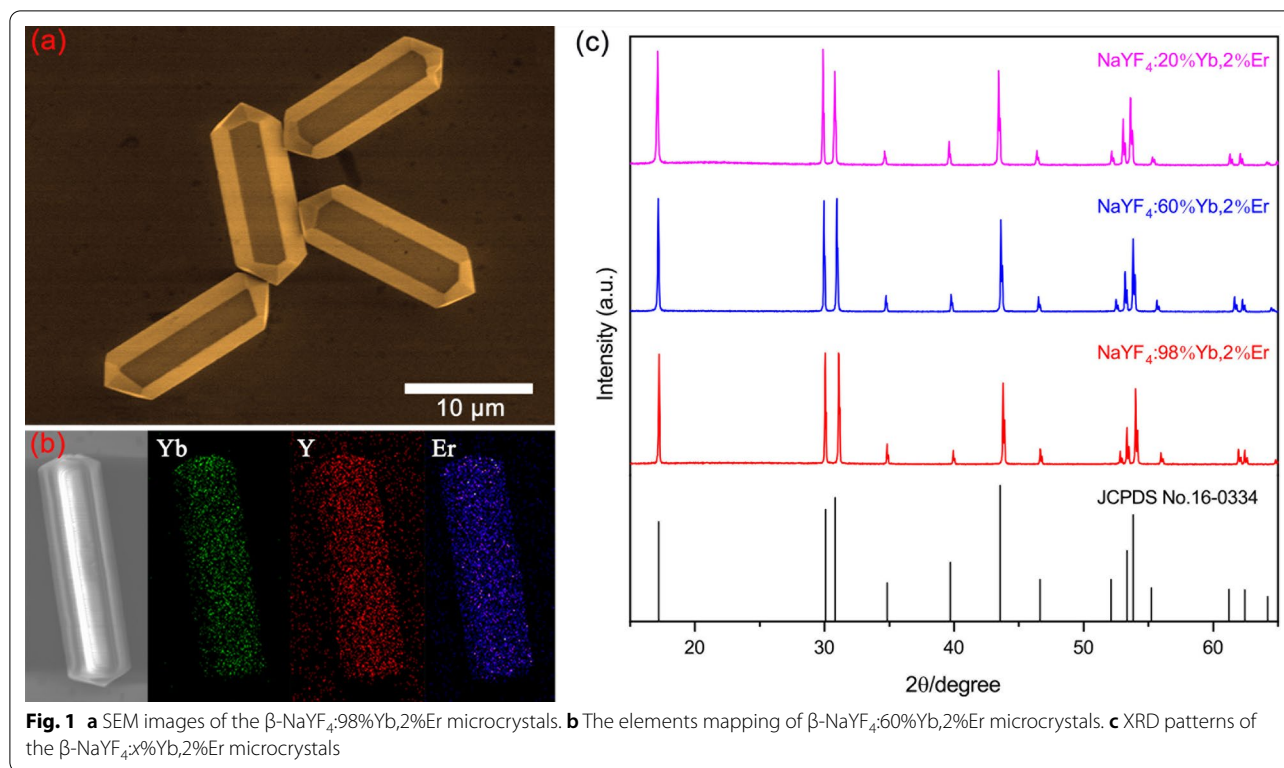 (a)
10 µm
(b)
Yb
Y
Er
(c)
NaYF₄:20%Yb,2%Er
NaYF₄:60%Yb,2%Er
NaYF₄:98%Yb,2%Er
JCPDS No.16-0334
Intensity (a.u.)
20 30 40 50 60
2θ/degree
Fig. 1 a SEM images of the β-NaYF₄:98%Yb,2%Er microcrystals. b The elements mapping of β-NaYF₄:60%Yb,2%Er microcrystals. c XRD patterns of
the β-NaYF₄:x%Yb,2%Er microcrystals